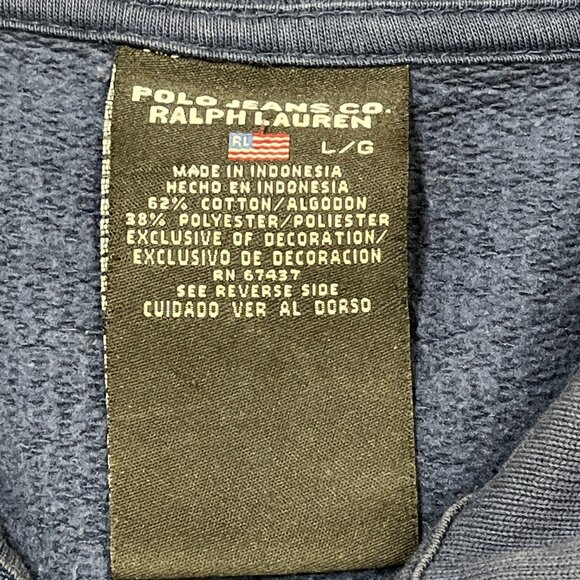 POLO JEANS CO.
RALPH LAUREN
RL L/G
MADE IN INDONESIA
HECHO EN INDONESIA
62% COTTON/ALGODON
38% POLYESTER/POLIESTER
EXCLUSIVE OF DECORATION/
EXCLUSIVO DE DECORACION
RN 67437
SEE REVERSE SIDE
CUIDADO VER AL DORSO